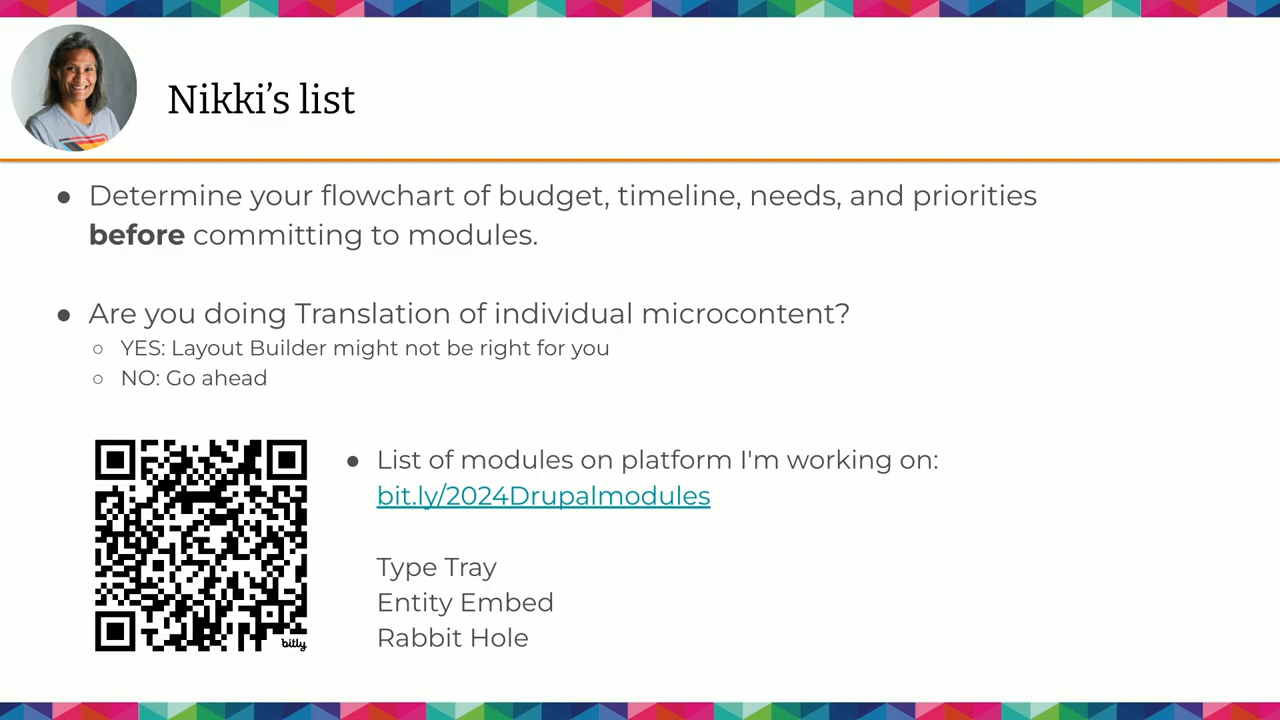 Nikki's list
● Determine your flowchart of budget, timeline, needs, and priorities
before committing to modules.
● Are you doing Translation of individual microcontent?
○ YES: Layout Builder might not be right for you
○ NO: Go ahead
● List of modules on platform I'm working on:
bit.ly/2024Drupalmodules
Type Tray
Entity Embed
Rabbit Hole
bitly